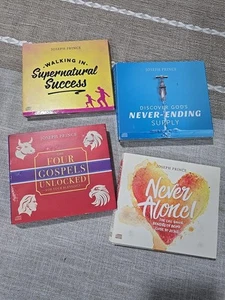 JOSEPH PRINCE
WALKING IN
Supernatural
Success
JOSEPH PRINCE
DISCOVER GOD'S
NEVER-ENDING
SUPPLY
JOSEPH PRINCE
FOUR
GOSPELS
UNLOCKED
JOSEPH PRINCE
Never
Alone!